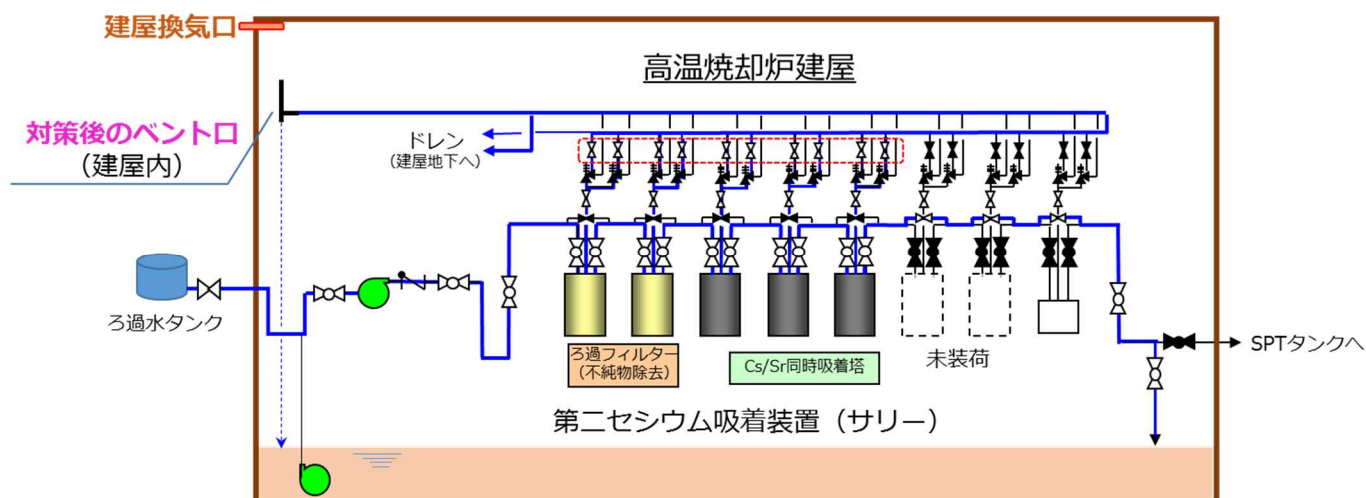 建屋換気口
高温焼却炉建屋
対策後のベント口
(建屋内)
ドレン
(建屋地下へ)
ろ過水タンク
ろ過フィルター
(不純物除去)
Cs/Sr同時吸着塔
未装荷
SPTタンクへ
第二セシウム吸着装置(サリー)